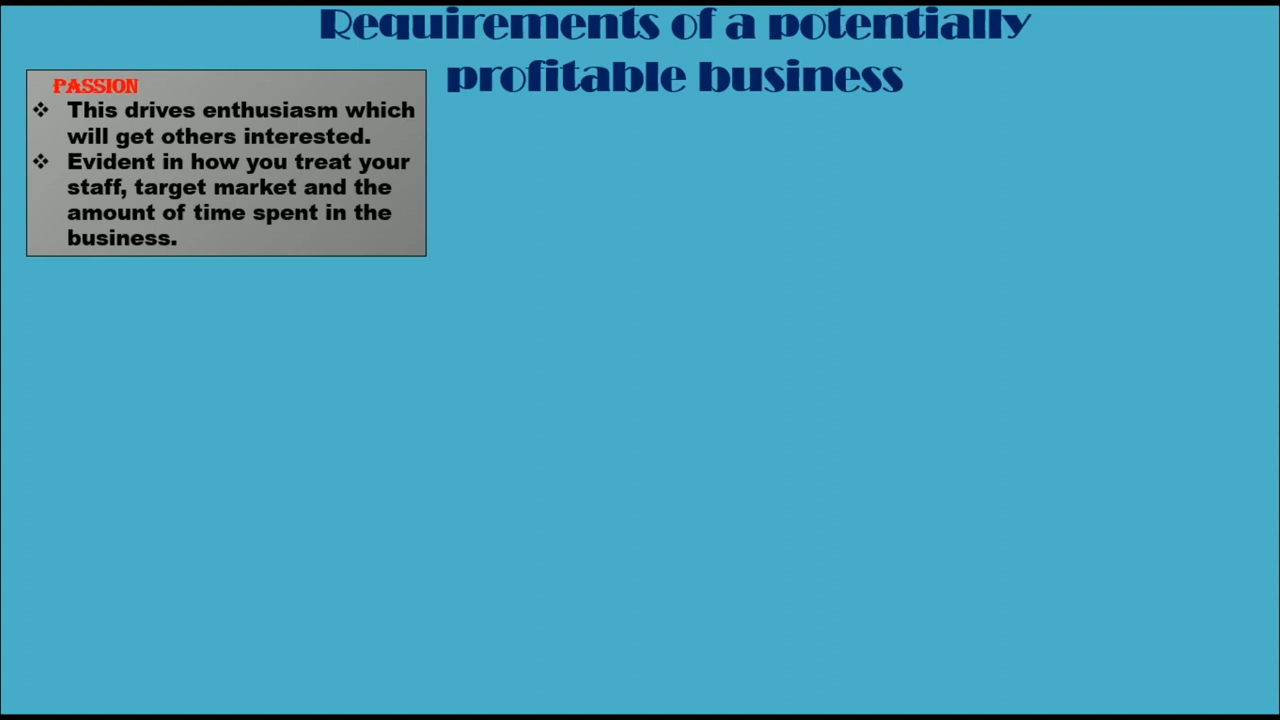 Requirements of a potentially
profitable business
PASSION
❖ This drives enthusiasm which
will get others interested.
❖ Evident in how you treat your
staff, target market and the
amount of time spent in the
business.